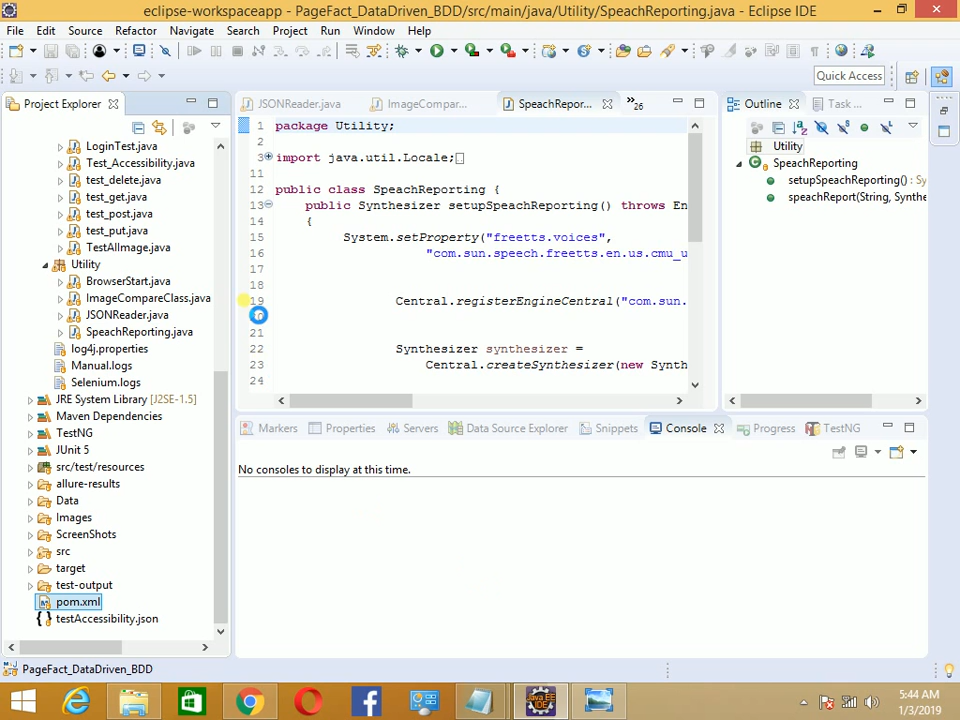 eclipse-workspaceapp - PageFact_DataDriven_BDD/src/main/java/Utility/SpeachReporting.java - Eclipse IDE
File Edit Source Refactor Navigate Search Project Run Window Help
Quick Access
Project Explorer
LoginTest.java
Test_Accessibility.java
test_delete.java
test_get.java
test_post.java
test_put.java
TestAllmage.java
Utility
BrowserStart.java
ImageCompareClass.java
JSONReader.java
SpeachReporting.java
log4j.properties
Manual.logs
Selenium.logs
JRE System Library [J2SE-1.5]
Maven Dependencies
TestNG
JUnit 5
src/test/resources
allure-results
Data
Images
ScreenShots
src
target
test-output
pom.xml
testAccessibility.json
JSONReader.java ImageCompar... SpeachRepor... 26
1 package Utility;
2
3 import java.util.Locale;
11
12 public class SpeachReporting {
13 public Synthesizer setupSpeachReporting() throws En
14 {
15 System.setProperty("freetts.voices",
16 "com.sun.speech.freetts.en.us.cmu_u
17
18
19 Central.registerEngineCentral("com.sun.
21
22 Synthesizer synthesizer =
23 Central.createSynthesizer(new Synth
24
Outline Task ...
Utility
SpeachReporting
setupSpeachReporting() : Sy
speachReport(String, Synthe
Markers Properties Servers Data Source Explorer Snippets Console Progress TestNG
No consoles to display at this time.
PageFact_DataDriven_BDD
Java EE
IDE
5:44 AM
1/3/2019